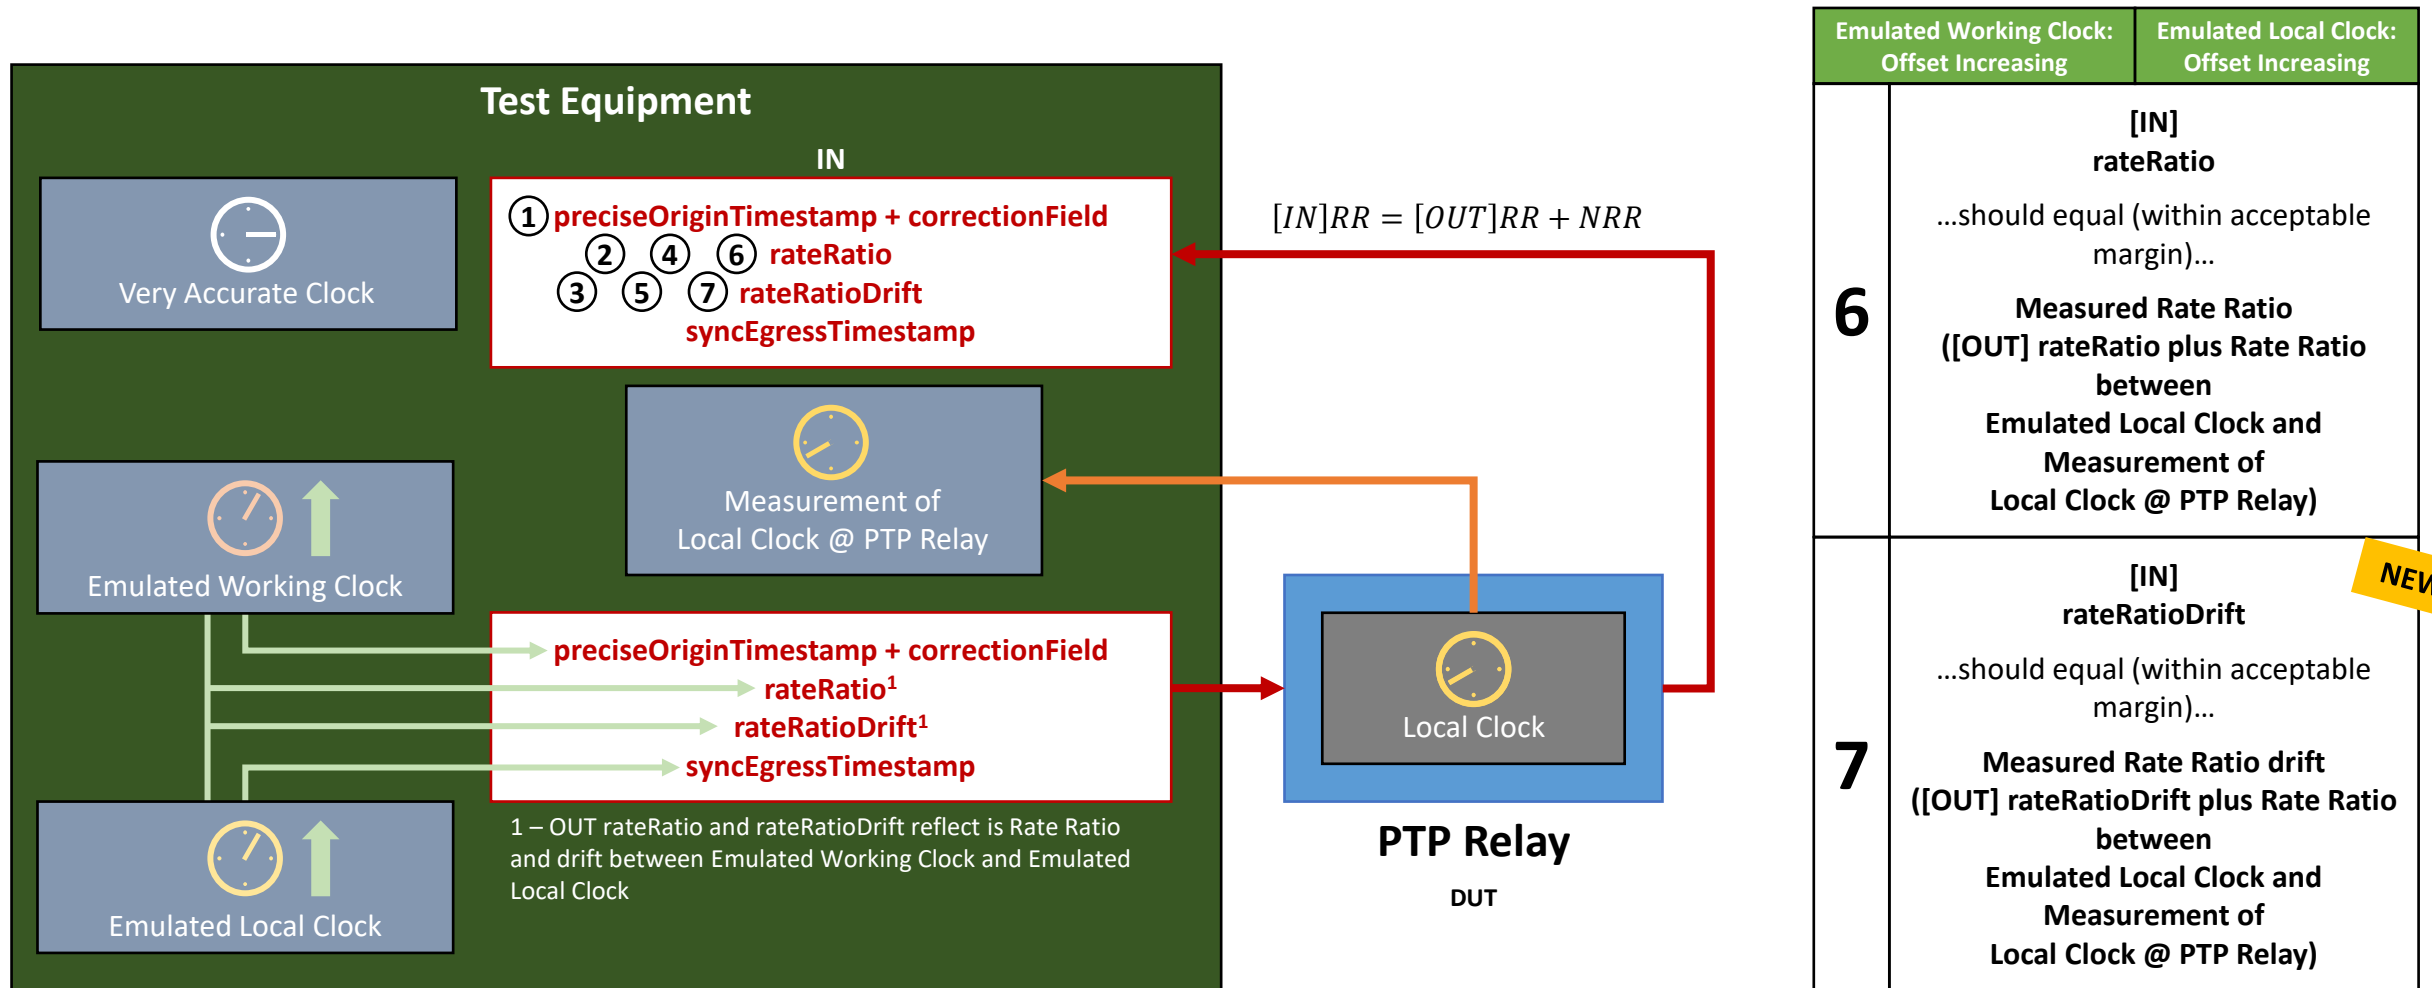 Test Equipment
IN
Very Accurate Clock
① preciseOriginTimestamp + correctionField
② ④ ⑥ rateRatio
③ ⑤ ⑦ rateRatioDrift
syncEgressTimestamp
[IN]RR = [OUT]RR + NRR
Measurement of
Local Clock @ PTP Relay
Emulated Working Clock
preciseOriginTimestamp + correctionField
rateRatio¹
rateRatioDrift¹
syncEgressTimestamp
Emulated Local Clock
1 – OUT rateRatio and rateRatioDrift reflect is Rate Ratio
and drift between Emulated Working Clock and Emulated
Local Clock
Local Clock
PTP Relay
DUT
Emulated Working Clock:
Offset Increasing
Emulated Local Clock:
Offset Increasing
6
[IN]
rateRatio
...should equal (within acceptable
margin)...
Measured Rate Ratio
([OUT] rateRatio plus Rate Ratio
between
Emulated Local Clock and
Measurement of
Local Clock @ PTP Relay)
7
[IN]
rateRatioDrift
...should equal (within acceptable
margin)...
Measured Rate Ratio drift
([OUT] rateRatioDrift plus Rate Ratio
between
Emulated Local Clock and
Measurement of
Local Clock @ PTP Relay)
NEW